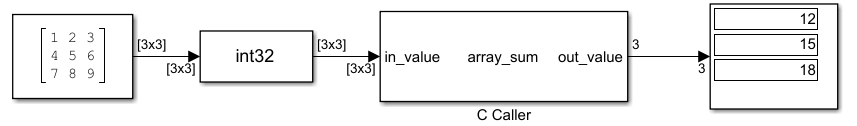 1 2 3
4 5 6
7 8 9
[3x3]
[3x3]
int32
[3x3]
[3x3]
in_value array_sum out_value
C Caller
3
3
12
15
18